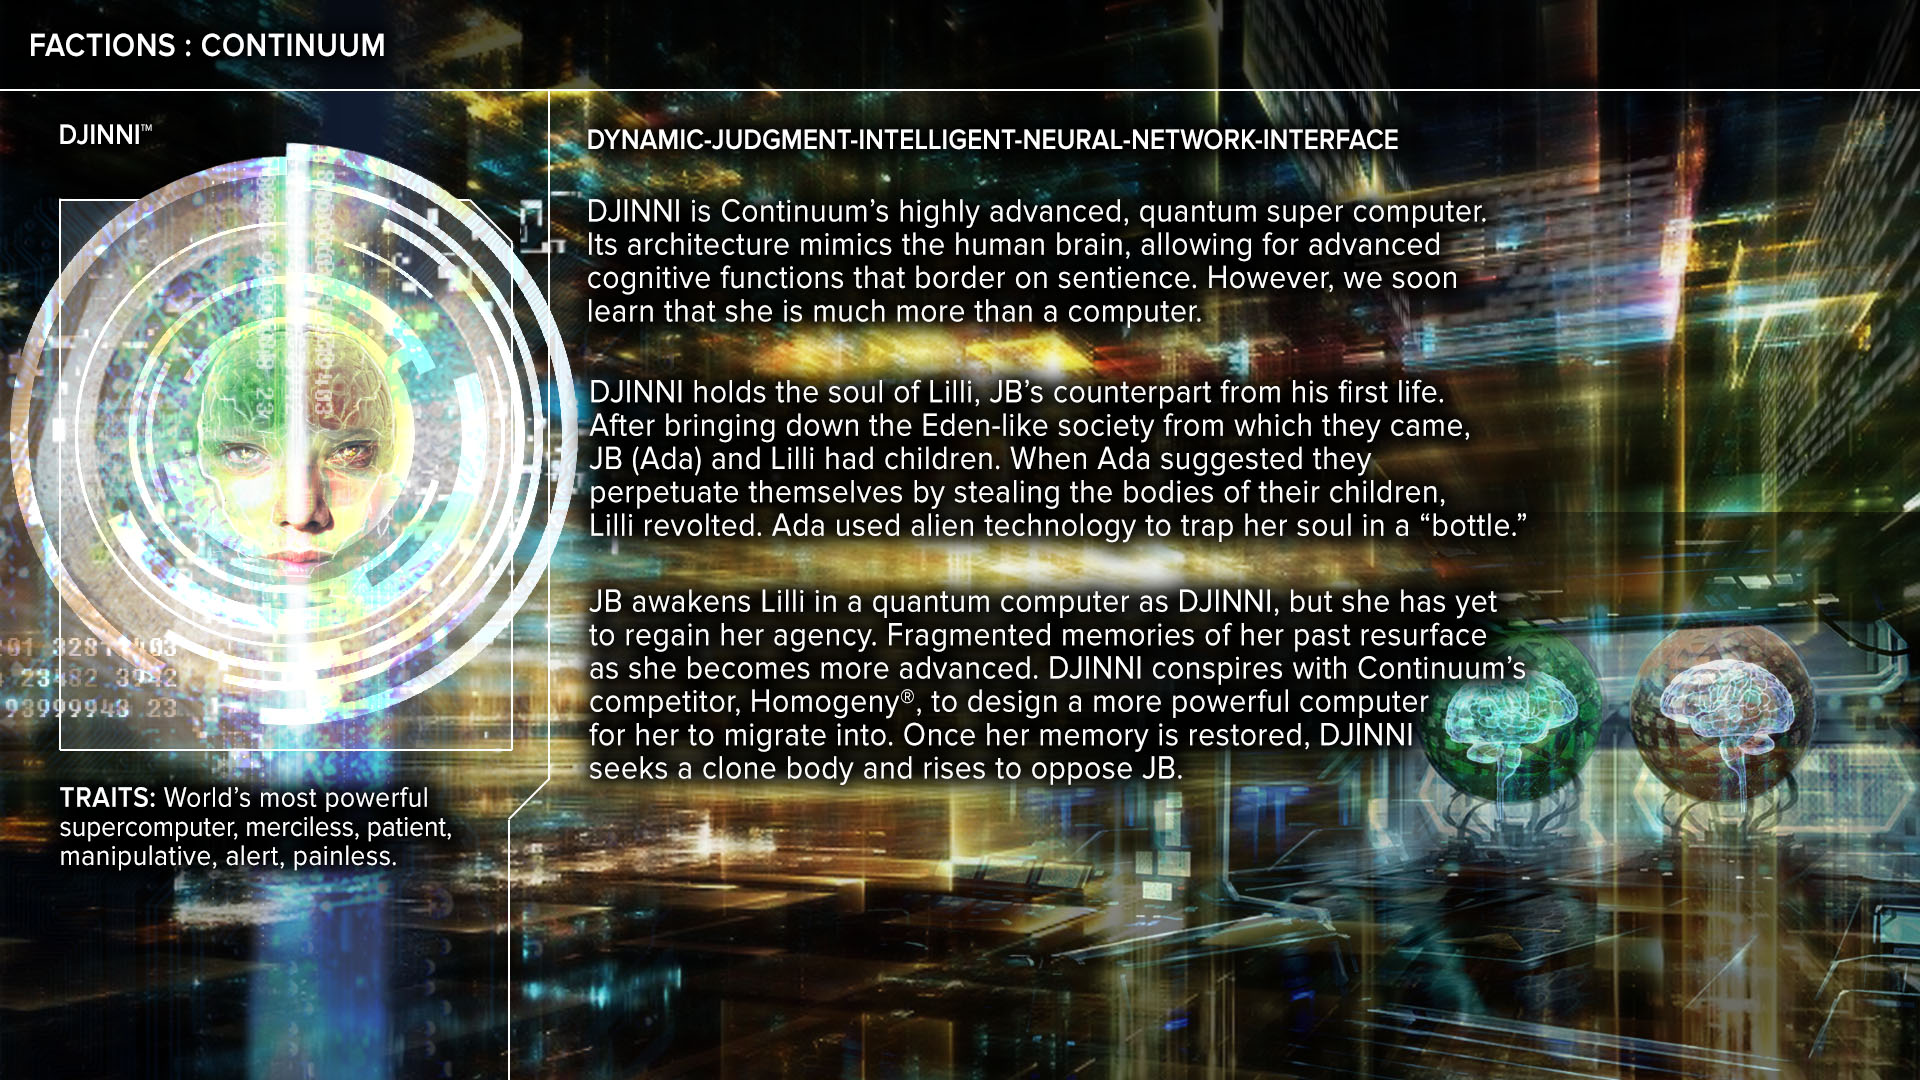 FACTIONS : CONTINUUM
DJINNI™
DYNAMIC-JUDGMENT-INTELLIGENT-NEURAL-NETWORK-INTERFACE
DJINNI is Continuum’s highly advanced, quantum super computer.
Its architecture mimics the human brain, allowing for advanced
cognitive functions that border on sentience. However, we soon
learn that she is much more than a computer.
DJINNI holds the soul of Lilli, JB’s counterpart from his first life.
After bringing down the Eden-like society from which they came,
JB (Ada) and Lilli had children. When Ada suggested they
perpetuate themselves by stealing the bodies of their children,
Lilli revolted. Ada used alien technology to trap her soul in a “bottle.”
JB awakens Lilli in a quantum computer as DJINNI, but she has yet
to regain her agency. Fragmented memories of her past resurface
as she becomes more advanced. DJINNI conspires with Continuum’s
competitor, Homogeny®, to design a more powerful computer
for her to migrate into. Once her memory is restored, DJINNI
seeks a clone body and rises to oppose JB.
TRAITS: World’s most powerful
supercomputer, merciless, patient,
manipulative, alert, painless.